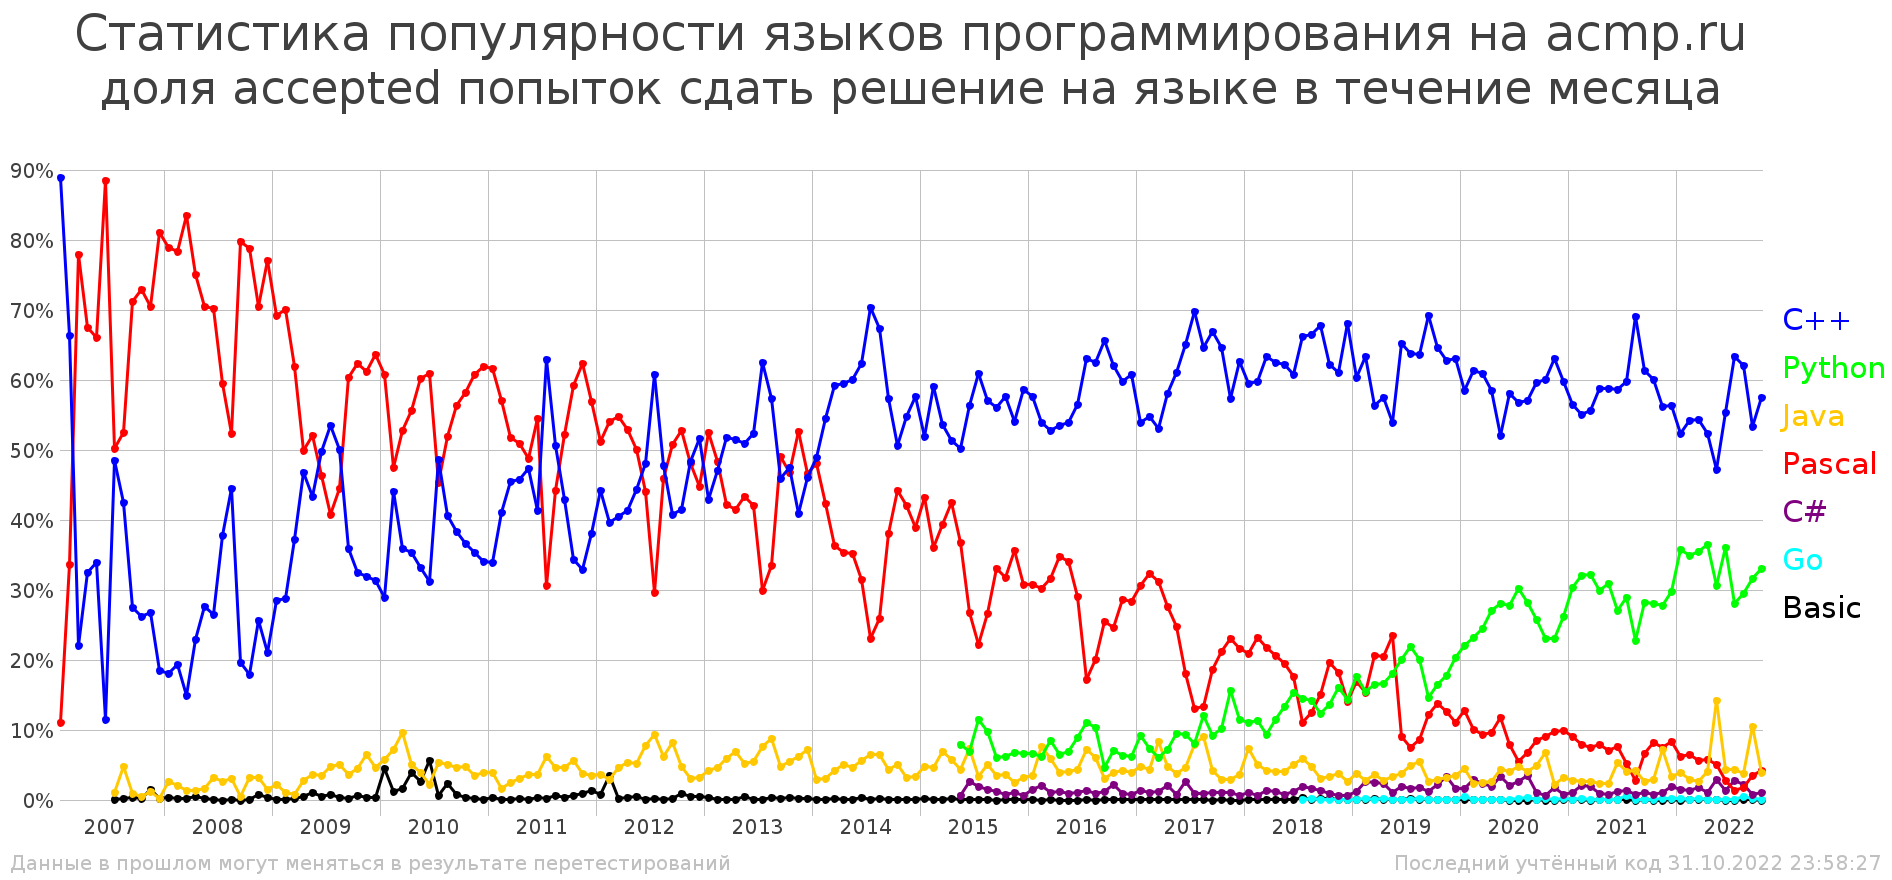 Статистика популярности языков программирования на acmp.ru
доля accepted попыток сдать решение на языке в течение месяца
90%
80%
70%
60%
50%
40%
30%
20%
10%
0%
C++
Python
Java
Pascal
C#
Go
Basic
2007 2008 2009 2010 2011 2012 2013 2014 2015 2016 2017 2018 2019 2020 2021 2022
Данные в прошлом могут меняться в результате перетестирований
Последний учтённый код 31.10.2022 23:58:27